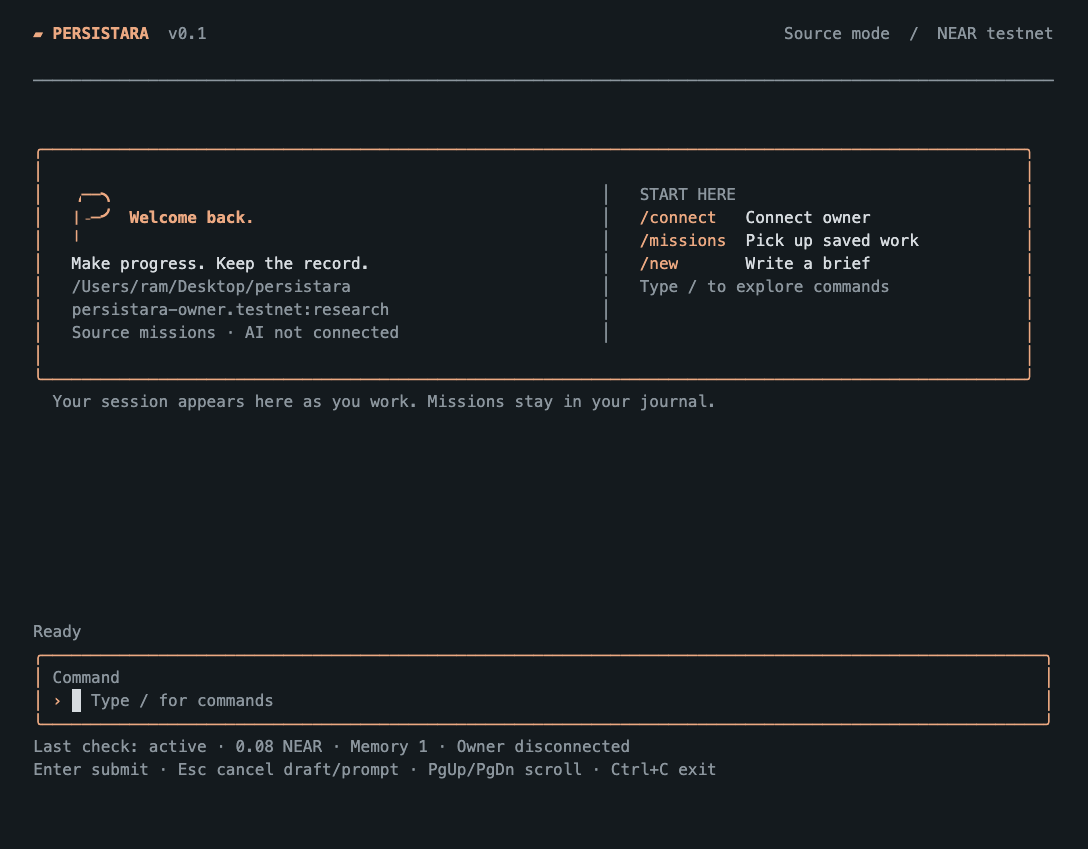 ▰ PERSISTARA v0.1
Source mode / NEAR testnet
Welcome back.
Make progress. Keep the record.
/Users/ram/Desktop/persistara
persistara-owner.testnet:research
Source missions · AI not connected
START HERE
/connect Connect owner
/missions Pick up saved work
/new Write a brief
Type / to explore commands
Your session appears here as you work. Missions stay in your journal.
Ready
Command
› Type / for commands
Last check: active · 0.08 NEAR · Memory 1 · Owner disconnected
Enter submit · Esc cancel draft/prompt · PgUp/PgDn scroll · Ctrl+C exit